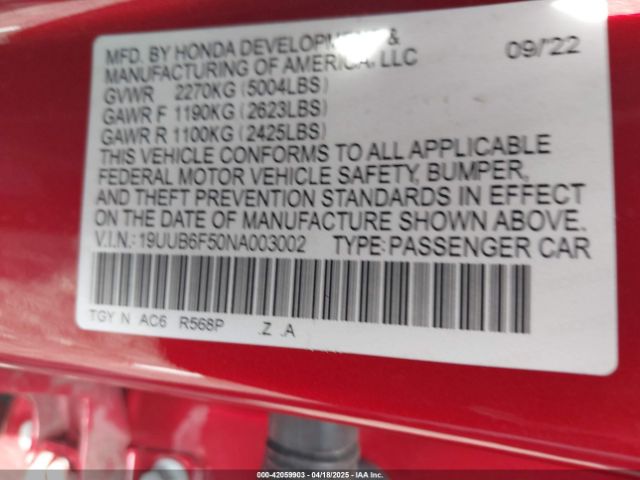 MFD. BY HONDA DEVELOPMENT &
MANUFACTURING OF AMERICA, LLC 09/'22
GVWR 2270KG (5004LBS)
GAWR F 1190KG (2623LBS)
GAWR R 1100KG (2425LBS)
THIS VEHICLE CONFORMS TO ALL APPLICABLE
FEDERAL MOTOR VEHICLE SAFETY, BUMPER,
AND THEFT PREVENTION STANDARDS IN EFFECT
ON THE DATE OF MANUFACTURE SHOWN ABOVE.
V.I.N.: 19UUB6F50NA003002 TYPE: PASSENGER CAR
TGY N AC6 R568P .Z .A
000-42059903 - 04/18/2025 - IAAI.COM